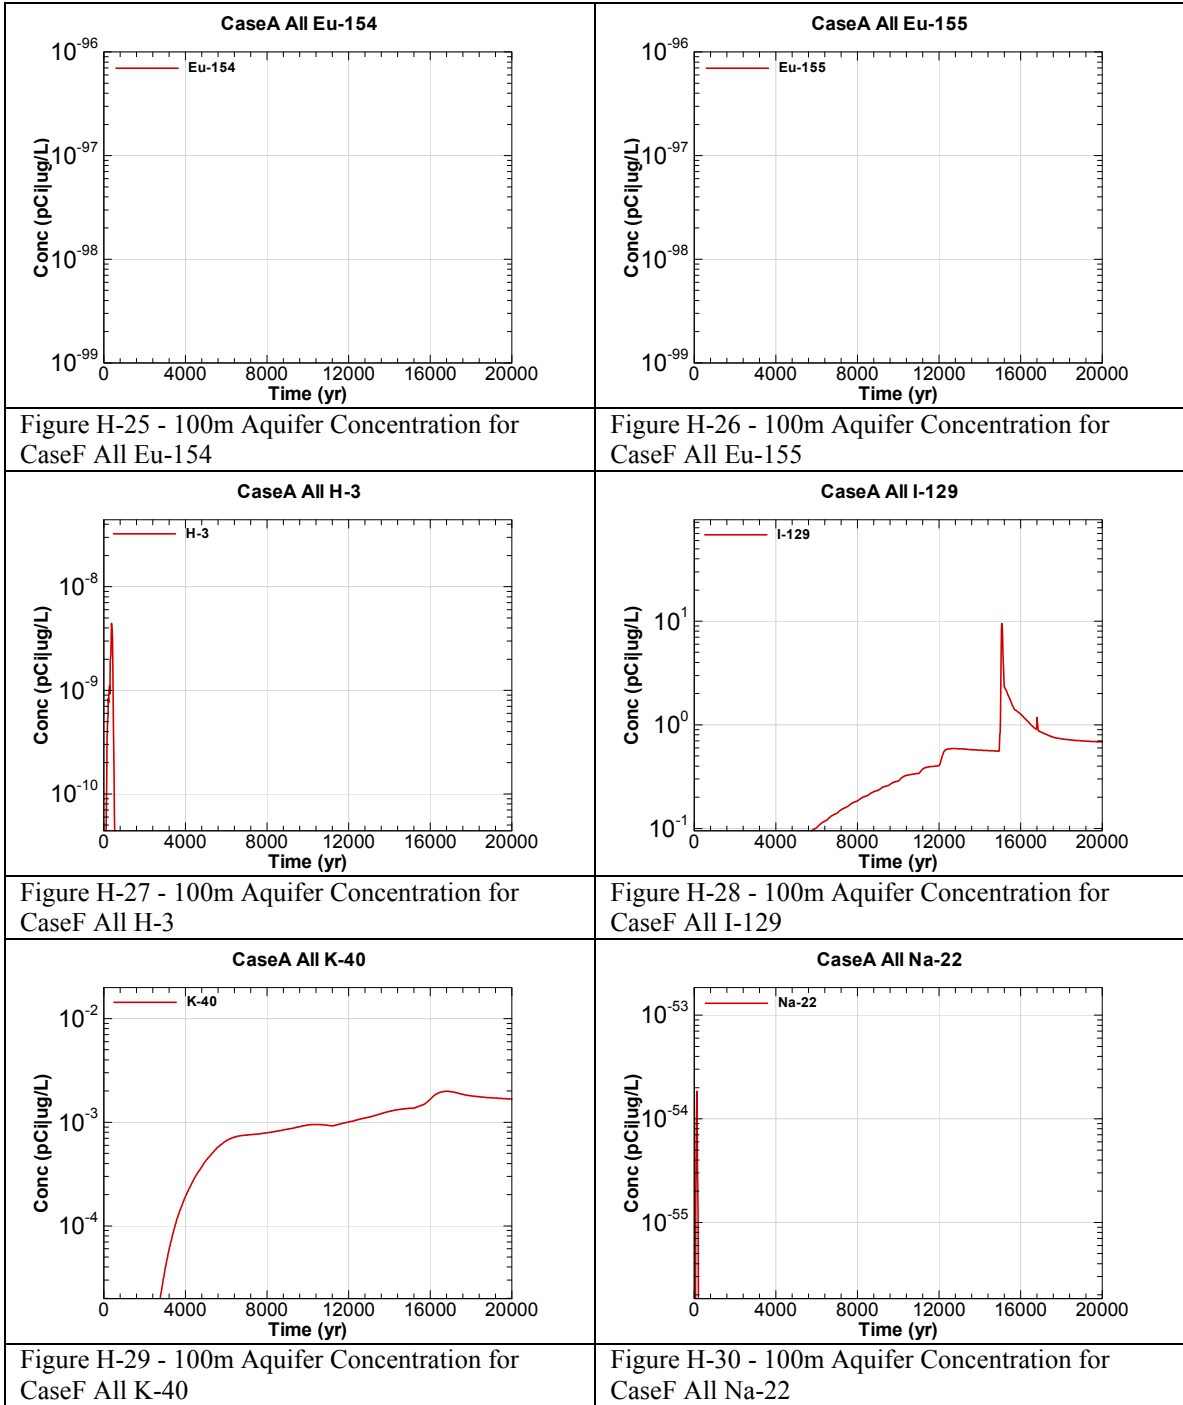 CaseA All Eu-154
Eu-154
10-96
10-97
10-98
10-99
Conc (pCi|ug/L)
0 4000 8000 12000 16000 20000
Time (yr)
Figure H-25 - 100m Aquifer Concentration for
CaseF All Eu-154
CaseA All Eu-155
Eu-155
10-96
10-97
10-98
10-99
Conc (pCi|ug/L)
0 4000 8000 12000 16000 20000
Time (yr)
Figure H-26 - 100m Aquifer Concentration for
CaseF All Eu-155
CaseA All H-3
H-3
10-8
10-9
10-10
Conc (pCi|ug/L)
0 4000 8000 12000 16000 20000
Time (yr)
Figure H-27 - 100m Aquifer Concentration for
CaseF All H-3
CaseA All I-129
I-129
101
100
10-1
Conc (pCi|ug/L)
0 4000 8000 12000 16000 20000
Time (yr)
Figure H-28 - 100m Aquifer Concentration for
CaseF All I-129
CaseA All K-40
K-40
10-2
10-3
10-4
Conc (pCi|ug/L)
0 4000 8000 12000 16000 20000
Time (yr)
Figure H-29 - 100m Aquifer Concentration for
CaseF All K-40
CaseA All Na-22
Na-22
10-53
10-54
10-55
Conc (pCi|ug/L)
0 4000 8000 12000 16000 20000
Time (yr)
Figure H-30 - 100m Aquifer Concentration for
CaseF All Na-22